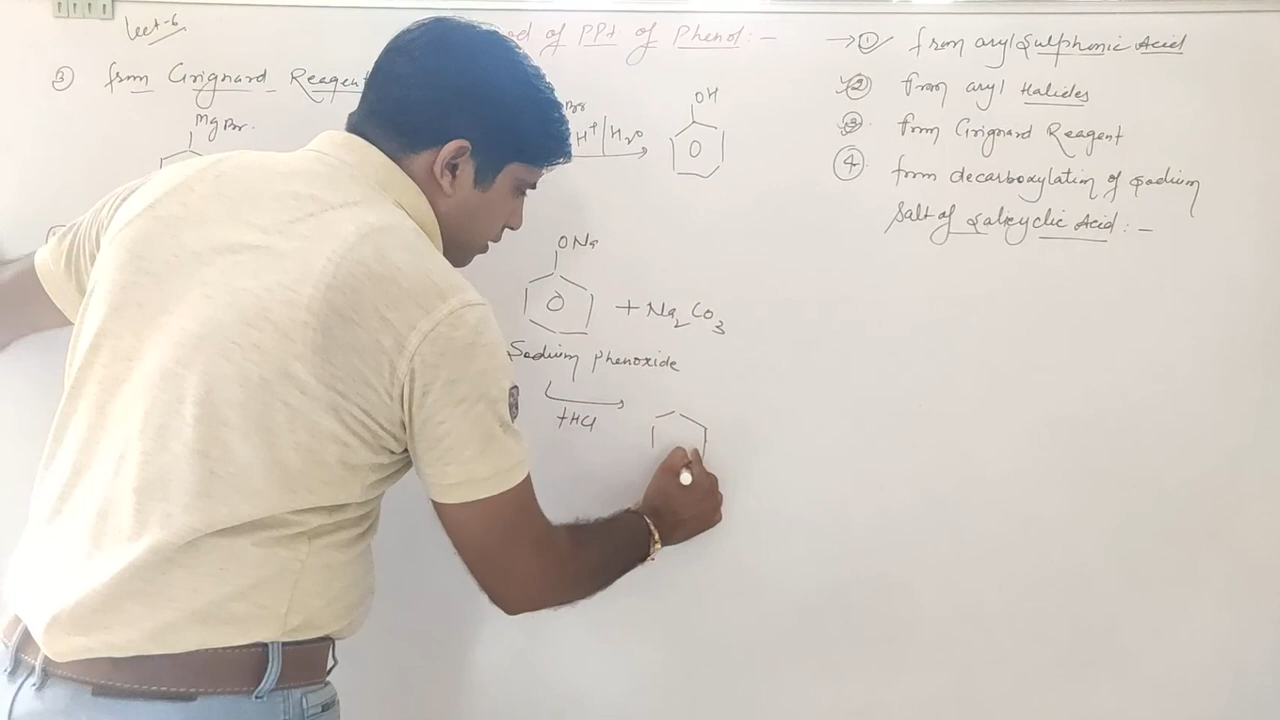 Lect-6
of PPt of Phenol:-
③ from Grignard Reagent
MgBr.
Br
H⁺/H₂O
OH
→① from aryl Sulphonic Acid
② from aryl Halides
③ from Grignard Reagent
④ from decarboxylation of Sodium
Salt of Salicyclic Acid:-
ONa
+ Na₂CO₃
Sodium phenoxide
+HCl